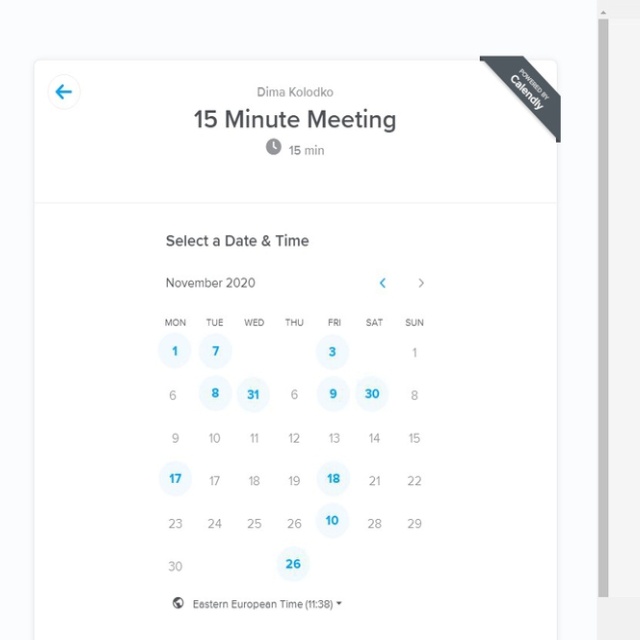 POWERED BY
Calendly
Dima Kolodko
15 Minute Meeting
15 min
Select a Date & Time
November 2020
MON TUE WED THU FRI SAT SUN
1 7 3 1
6 8 31 6 9 30 8
9 10 11 12 13 14 15
17 17 18 19 18 21 22
23 24 25 26 10 28 29
30 26
Eastern European Time (11:38)